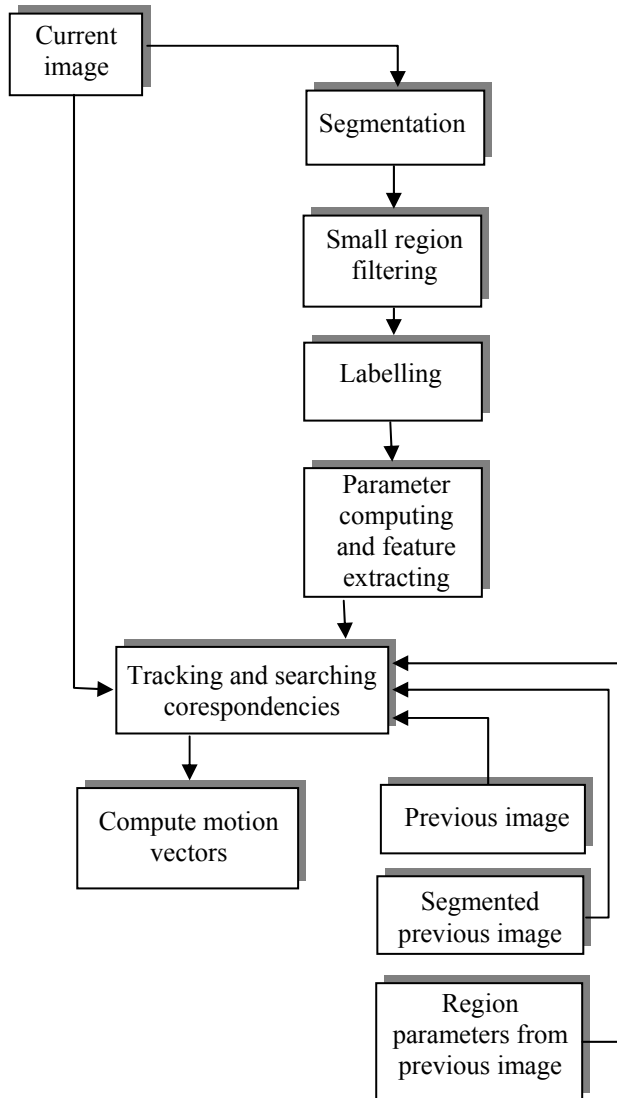 Current
image
Segmentation
Small region
filtering
Labelling
Parameter
computing
and feature
extracting
Tracking and searching
corespondencies
Compute motion
vectors
Previous image
Segmented
previous image
Region
parameters from
previous image